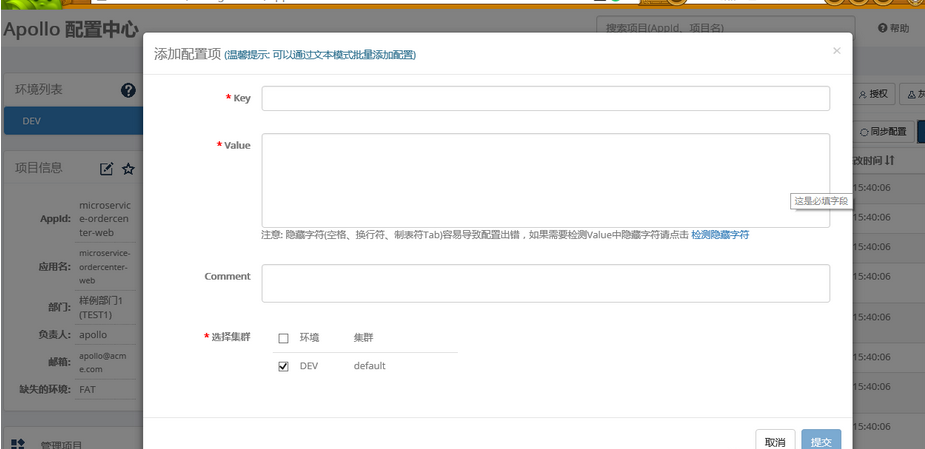 Apollo 配置中心
搜索项目(AppId、项目名)
帮助
添加配置项 (温馨提示: 可以通过文本模式批量添加配置)
×
环境列表
DEV
授权
同步配置
* Key
* Value
改时间
项目信息
15:40:06
这是必填字段
AppId:
microservic
e-ordercen
ter-web
15:40:06
注意: 隐藏字符(空格、换行符、制表符Tab)容易导致配置出错，如果需要检测Value中隐藏字符请点击 检测隐藏字符
15:40:06
应用名:
microservice-
ordercenter-
web
Comment
15:40:06
部门:
样例部门1
(TEST1)
15:40:06
负责人: apollo
* 选择集群
环境 集群
邮箱:
apollo@acm
e.com
15:40:06
DEV default
缺失的环境: FAT
15:40:06
15:40:06
管理项目
取消
提交